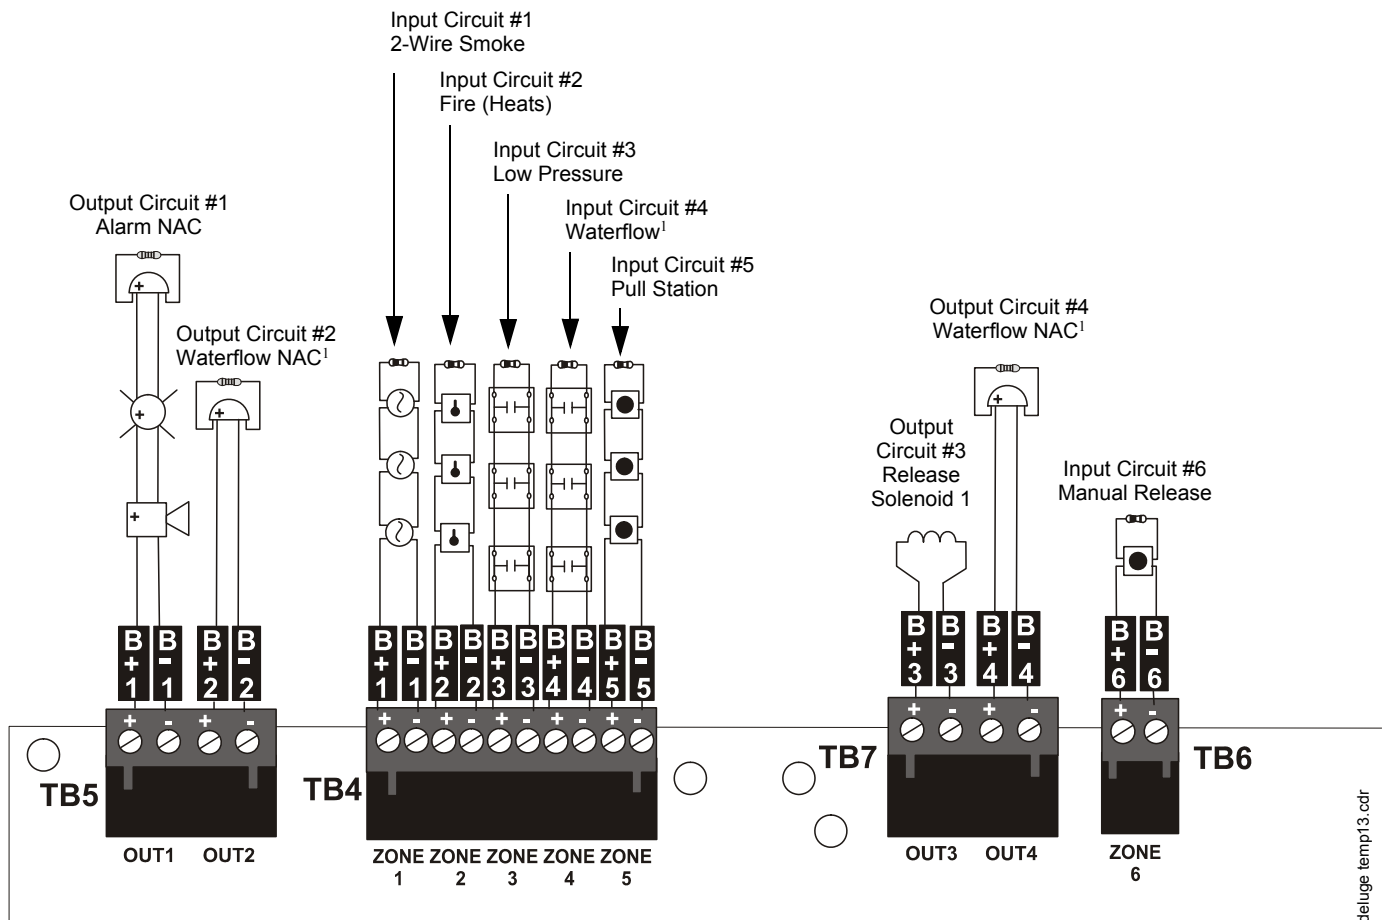 Input Circuit #1
2-Wire Smoke
Input Circuit #2
Fire (Heats)
Input Circuit #3
Low Pressure
Input Circuit #4
Waterflow1
Input Circuit #5
Pull Station
Output Circuit #1
Alarm NAC
Output Circuit #2
Waterflow NAC1
Output Circuit #4
Waterflow NAC1
Output
Circuit #3
Release
Solenoid 1
Input Circuit #6
Manual Release
B+1
B-1
B+2
B-2
B+1
B-1
B+2
B-2
B+3
B-3
B+4
B-4
B+5
B-5
B+3
B-3
B+4
B-4
B+6
B-6
+ - + -
+ - + - + - + - + -
+ - + -
+ -
TB5
TB4
TB7
TB6
OUT1
OUT2
ZONE
1
ZONE
2
ZONE
3
ZONE
4
ZONE
5
OUT3
OUT4
ZONE
6
deluge temp13.cdr